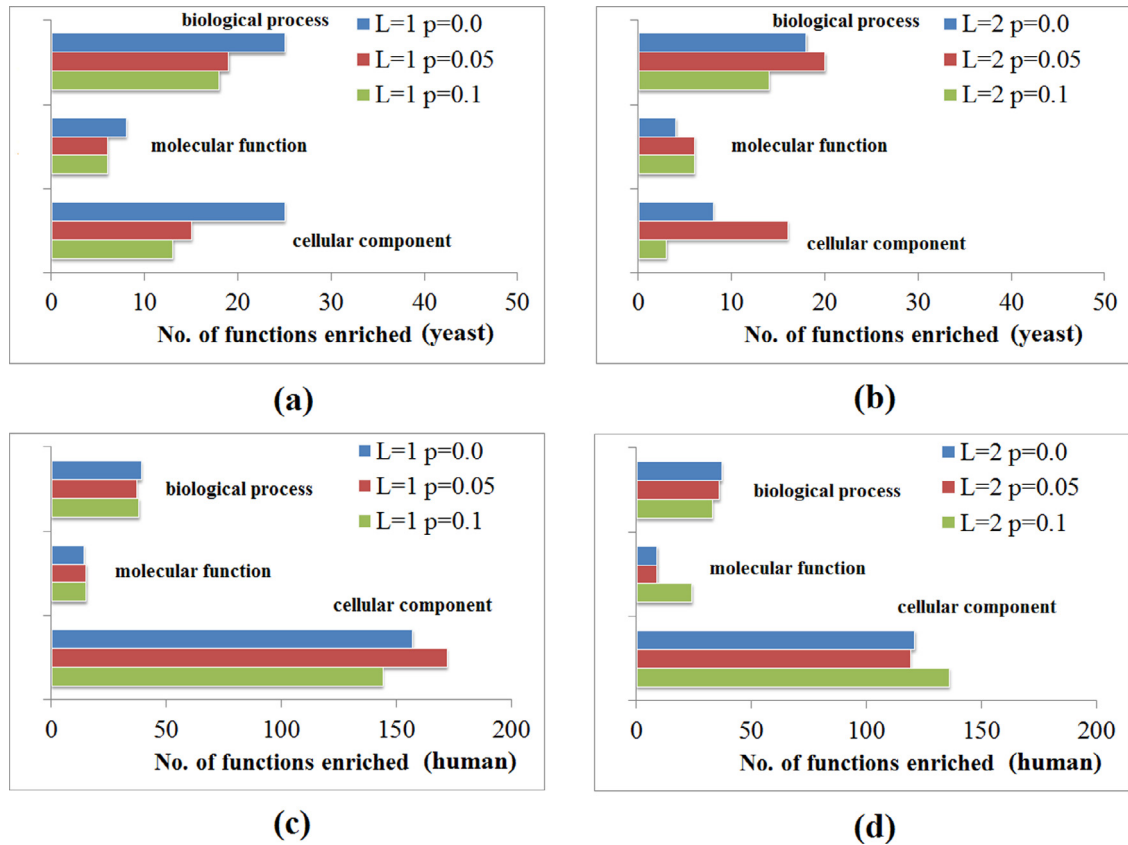 biological process
L=1 p=0.0
L=1 p=0.05
L=1 p=0.1
molecular function
cellular component
0 10 20 30 40 50
No. of functions enriched (yeast)
(a)
biological process
L=2 p=0.0
L=2 p=0.05
L=2 p=0.1
molecular function
cellular component
0 10 20 30 40 50
No. of functions enriched (yeast)
(b)
L=1 p=0.0
biological process
L=1 p=0.05
L=1 p=0.1
molecular function
cellular component
0 50 100 150 200
No. of functions enriched (human)
(c)
L=2 p=0.0
biological process
L=2 p=0.05
L=2 p=0.1
molecular function
cellular component
0 50 100 150 200
No. of functions enriched (human)
(d)